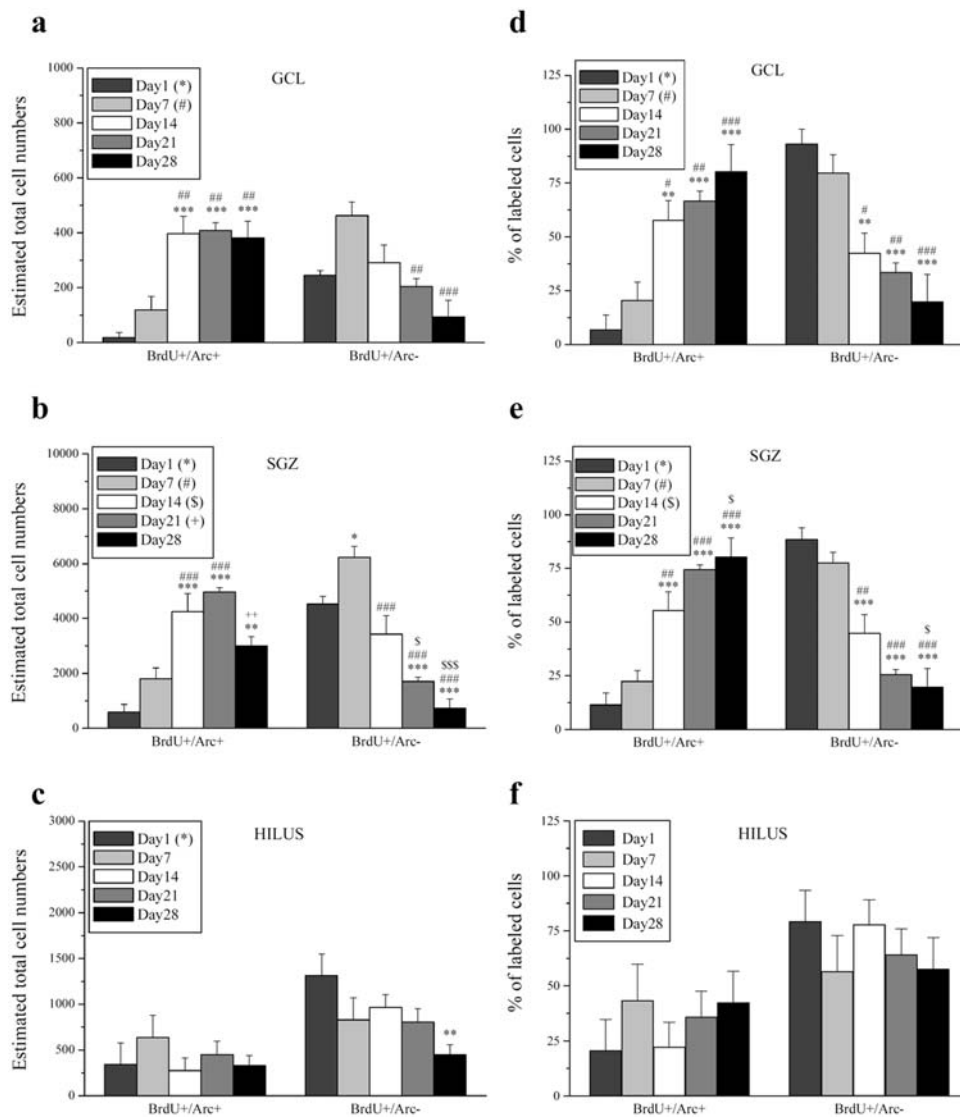 a
GCL
Estimated total cell numbers
1000
800
600
400
200
0
Day1 (*)
Day7 (#)
Day14
Day21
Day28
##
***
##
***
##
***
##
###
BrdU+/Arc+
BrdU+/Arc-
d
GCL
% of labeled cells
125
100
75
50
25
0
Day1 (*)
Day7 (#)
Day14
Day21
Day28
#
**
##
***
###
***
#
**
##
***
###
***
BrdU+/Arc+
BrdU+/Arc-
b
SGZ
Estimated total cell numbers
10000
8000
6000
4000
2000
0
Day1 (*)
Day7 (#)
Day14 ($)
Day21 (+)
Day28
###
***
###
***
++
**
*
###
$
###
***
$$$
###
***
BrdU+/Arc+
BrdU+/Arc-
e
SGZ
% of labeled cells
125
100
75
50
25
0
Day1 (*)
Day7 (#)
Day14 ($)
Day21
Day28
##
***
###
***
$
###
***
##
***
###
***
$
###
***
BrdU+/Arc+
BrdU+/Arc-
c
HILUS
Estimated total cell numbers
3000
2500
2000
1500
1000
500
0
Day1 (*)
Day7
Day14
Day21
Day28
**
BrdU+/Arc+
BrdU+/Arc-
f
HILUS
% of labeled cells
125
100
75
50
25
0
Day1
Day7
Day14
Day21
Day28
BrdU+/Arc+
BrdU+/Arc-